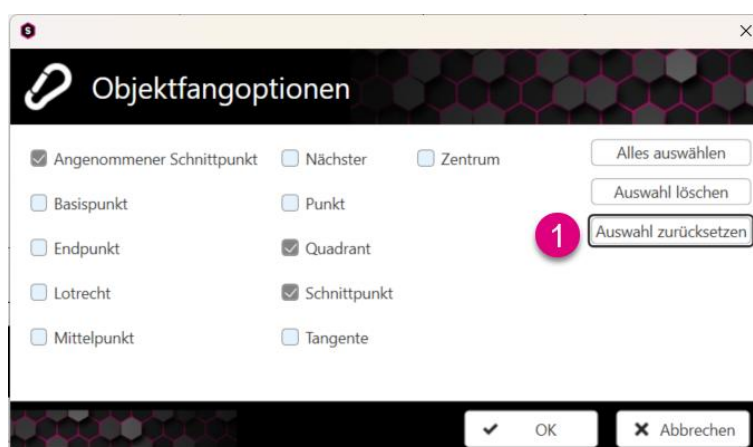 S
Objektfangoptionen
Angenommener Schnittpunkt
Nächster
Zentrum
Alles auswählen
Basispunkt
Punkt
Auswahl löschen
Endpunkt
Quadrant
1
Auswahl zurücksetzen
Lotrecht
Schnittpunkt
Mittelpunkt
Tangente
OK
Abbrechen